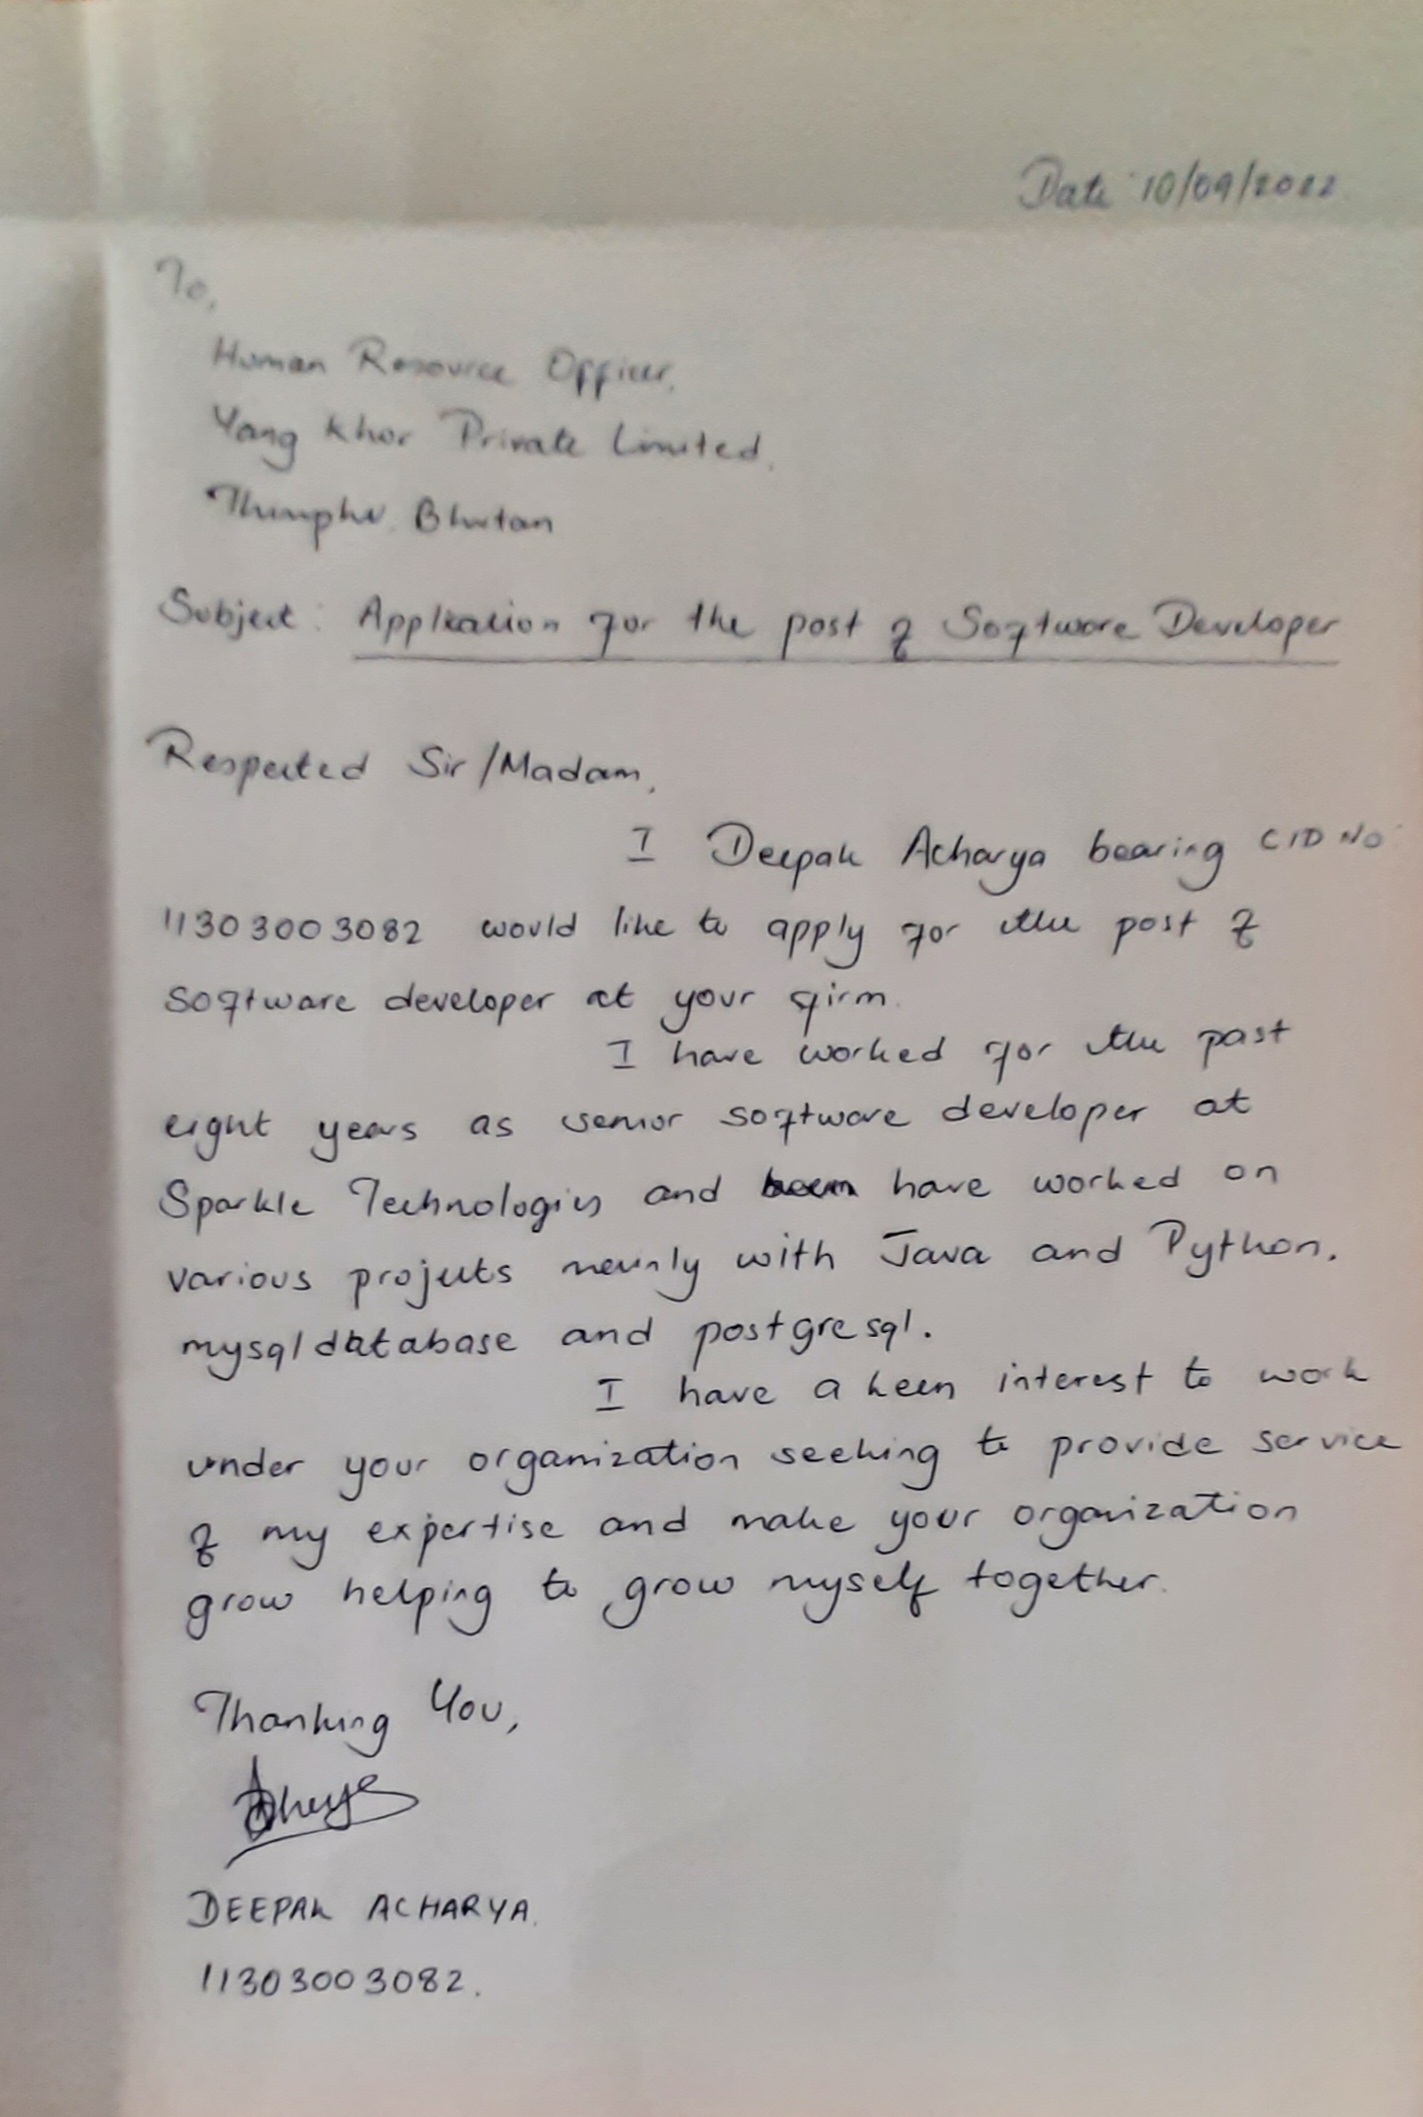 Date 10/09/2022
To,
Human Resource Officer,
Yang Khor Private Limited,
Thimphu. Bhutan
Subject: Application for the post of Software Developer
Respected Sir/Madam,
I Deepak Acharya bearing CID No
11303003082 would like to apply for the post of
software developer at your firm.
I have worked for the past
eight years as senior software developer at
Sparkle Technologies and have worked on
various projects mainly with Java and Python.
mysql database and postgresql.
I have a keen interest to work
under your organization seeking to provide service
of my expertise and make your organization
grow helping to grow myself together.
Thanking You,
Acharya
DEEPAK ACHARYA.
11303003082.